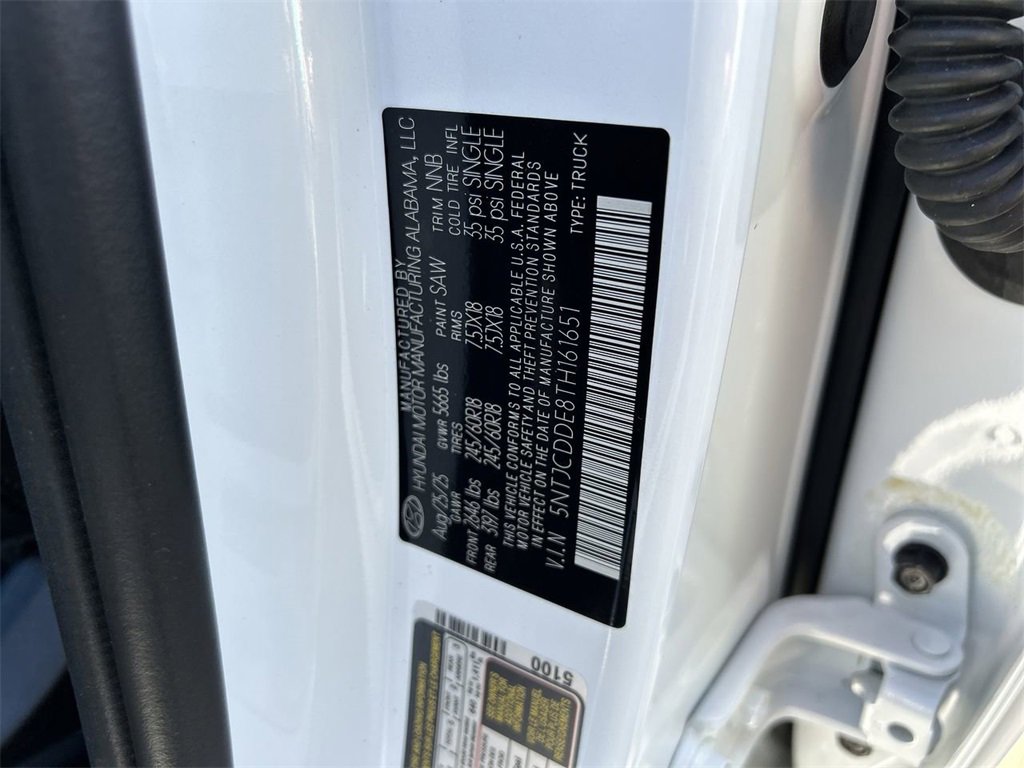 MANUFACTURED BY
HYUNDAI MOTOR MANUFACTURING ALABAMA, LLC
Aug/25/25 GVWR 5665 lbs PAINT SAW TRIM NNB
GAWR TIRES RIMS COLD TIRE INFL
FRONT 2646 lbs 245/60R18 7.5JX18 35 psi SINGLE
REAR 3197 lbs 245/60R18 7.5JX18 35 psi SINGLE
THIS VEHICLE CONFORMS TO ALL APPLICABLE U.S.A. FEDERAL
MOTOR VEHICLE SAFETY AND THEFT PREVENTION STANDARDS
IN EFFECT ON THE DATE OF MANUFACTURE SHOWN ABOVE
V.I.N 5NTJCDDE8TH161651 TYPE: TRUCK
5100